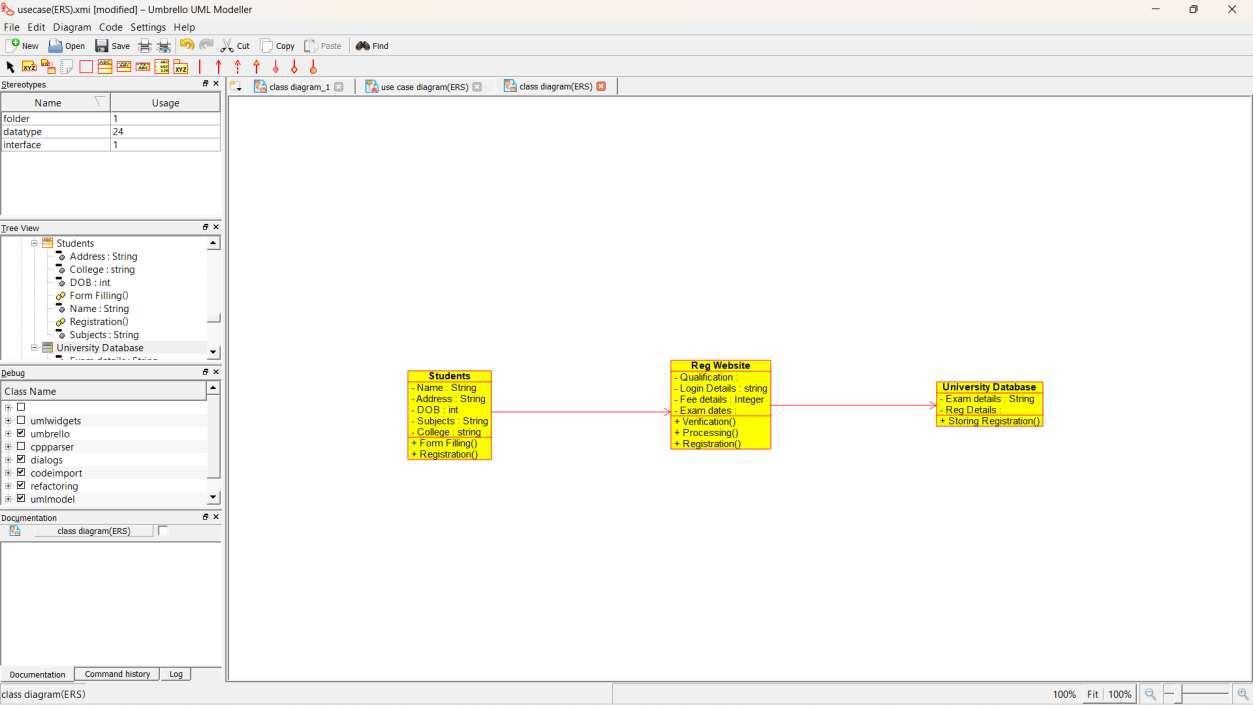 usecase(ERS).xmi [modified] – Umbrello UML Modeller
File Edit Diagram Code Settings Help
New Open Save Cut Copy Paste Find
Stereotypes
Name Usage
folder 1
datatype 24
interface 1
Tree View
Students
Address : String
College : string
DOB : int
Form Filling()
Name : String
Registration()
Subjects : String
University Database
Exam details : String
Debug
Class Name
umlwidgets
umbrello
cppparser
dialogs
codeimport
refactoring
umlmodel
Documentation
class diagram(ERS)
Documentation Command history Log
class diagram_1 use case diagram(ERS) class diagram(ERS)
Students
- Name : String
- Address : String
- DOB : int
- Subjects : String
- College : string
+ Form Filling()
+ Registration()
Reg Website
- Qualification :
- Login Details : string
- Fee details : Integer
- Exam dates :
+ Verification()
+ Processing()
+ Registration()
University Database
- Exam details : String
- Reg Details :
+ Storing Registration()
class diagram(ERS)
100% Fit 100%